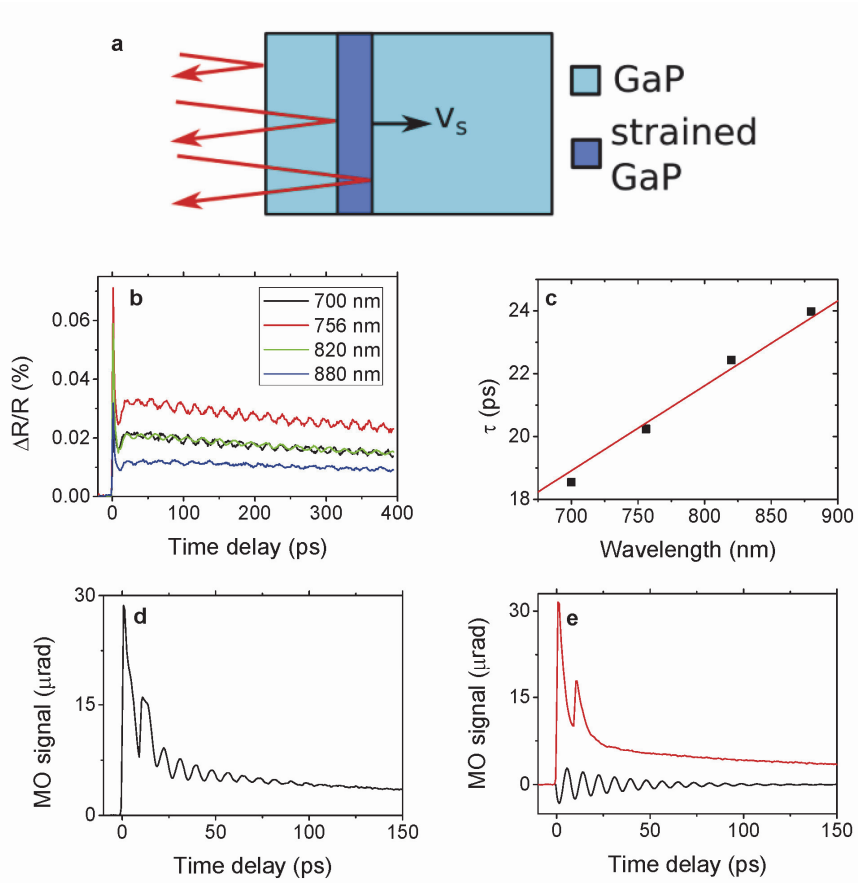 a
GaP
v_s
strained
GaP
b
700 nm
756 nm
820 nm
880 nm
0.06
0.04
0.02
0.00
ΔR/R (%)
0 100 200 300 400
Time delay (ps)
c
24
22
20
18
τ (ps)
700 750 800 850 900
Wavelength (nm)
d
30
15
0
MO signal (μrad)
0 50 100 150
Time delay (ps)
e
30
15
0
MO signal (μrad)
0 50 100 150
Time delay (ps)